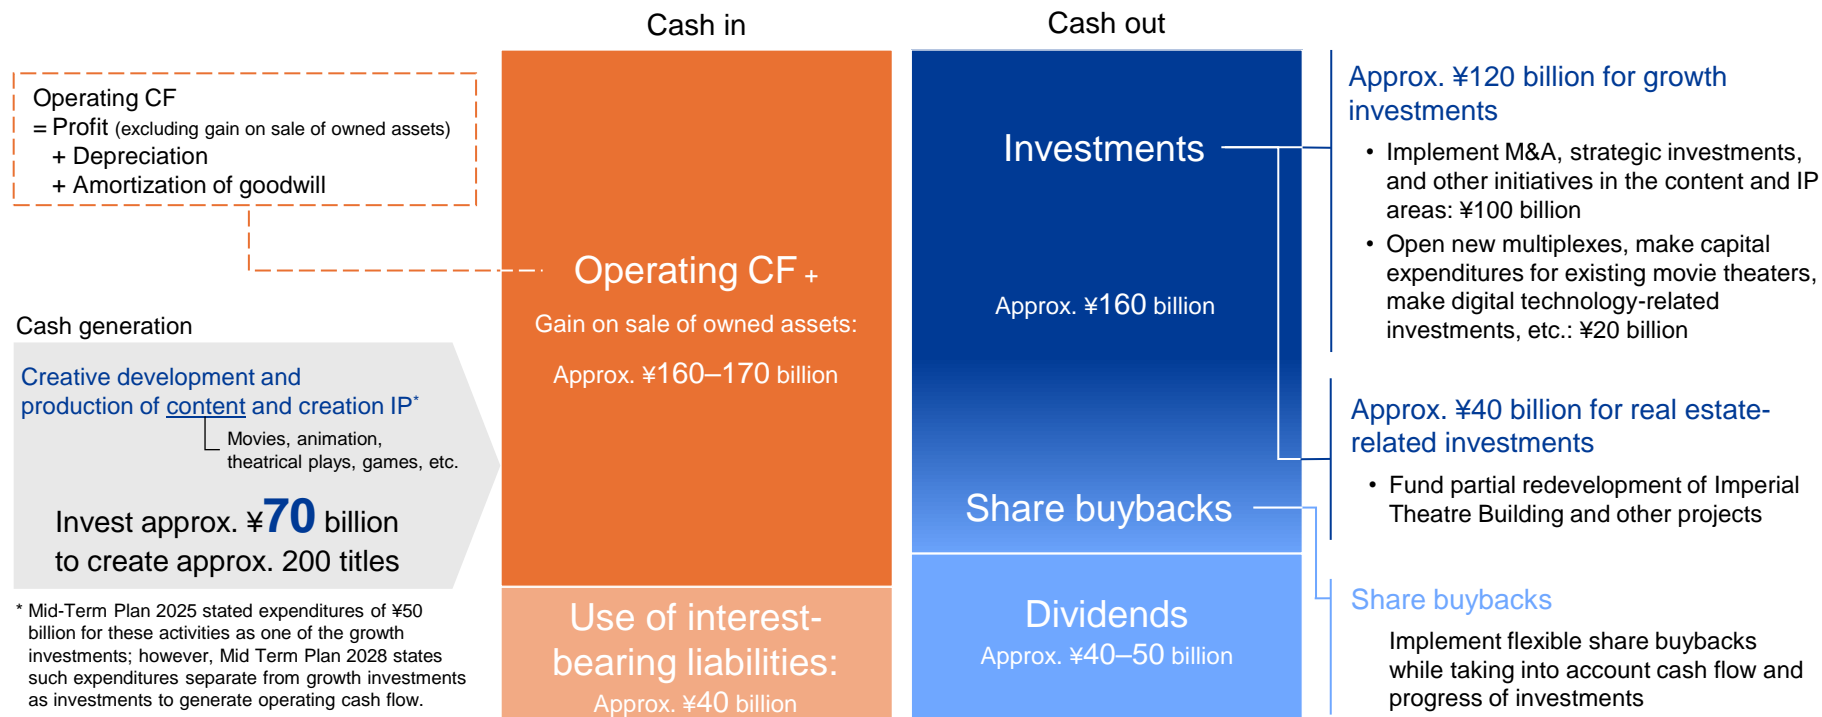 Cash in
Cash out
Operating CF
= Profit (excluding gain on sale of owned assets)
+ Depreciation
+ Amortization of goodwill
Cash generation
Creative development and
production of content and creation IP*
Movies, animation,
theatrical plays, games, etc.
Invest approx. ¥70 billion
to create approx. 200 titles
* Mid-Term Plan 2025 stated expenditures of ¥50
billion for these activities as one of the growth
investments; however, Mid Term Plan 2028 states
such expenditures separate from growth investments
as investments to generate operating cash flow.
Operating CF +
Gain on sale of owned assets:
Approx. ¥160–170 billion
Use of interest-
bearing liabilities:
Approx. ¥40 billion
Investments
Approx. ¥160 billion
Share buybacks
Dividends
Approx. ¥40–50 billion
Approx. ¥120 billion for growth
investments
• Implement M&A, strategic investments,
and other initiatives in the content and IP
areas: ¥100 billion
• Open new multiplexes, make capital
expenditures for existing movie theaters,
make digital technology-related
investments, etc.: ¥20 billion
Approx. ¥40 billion for real estate-
related investments
• Fund partial redevelopment of Imperial
Theatre Building and other projects
Share buybacks
Implement flexible share buybacks
while taking into account cash flow and
progress of investments